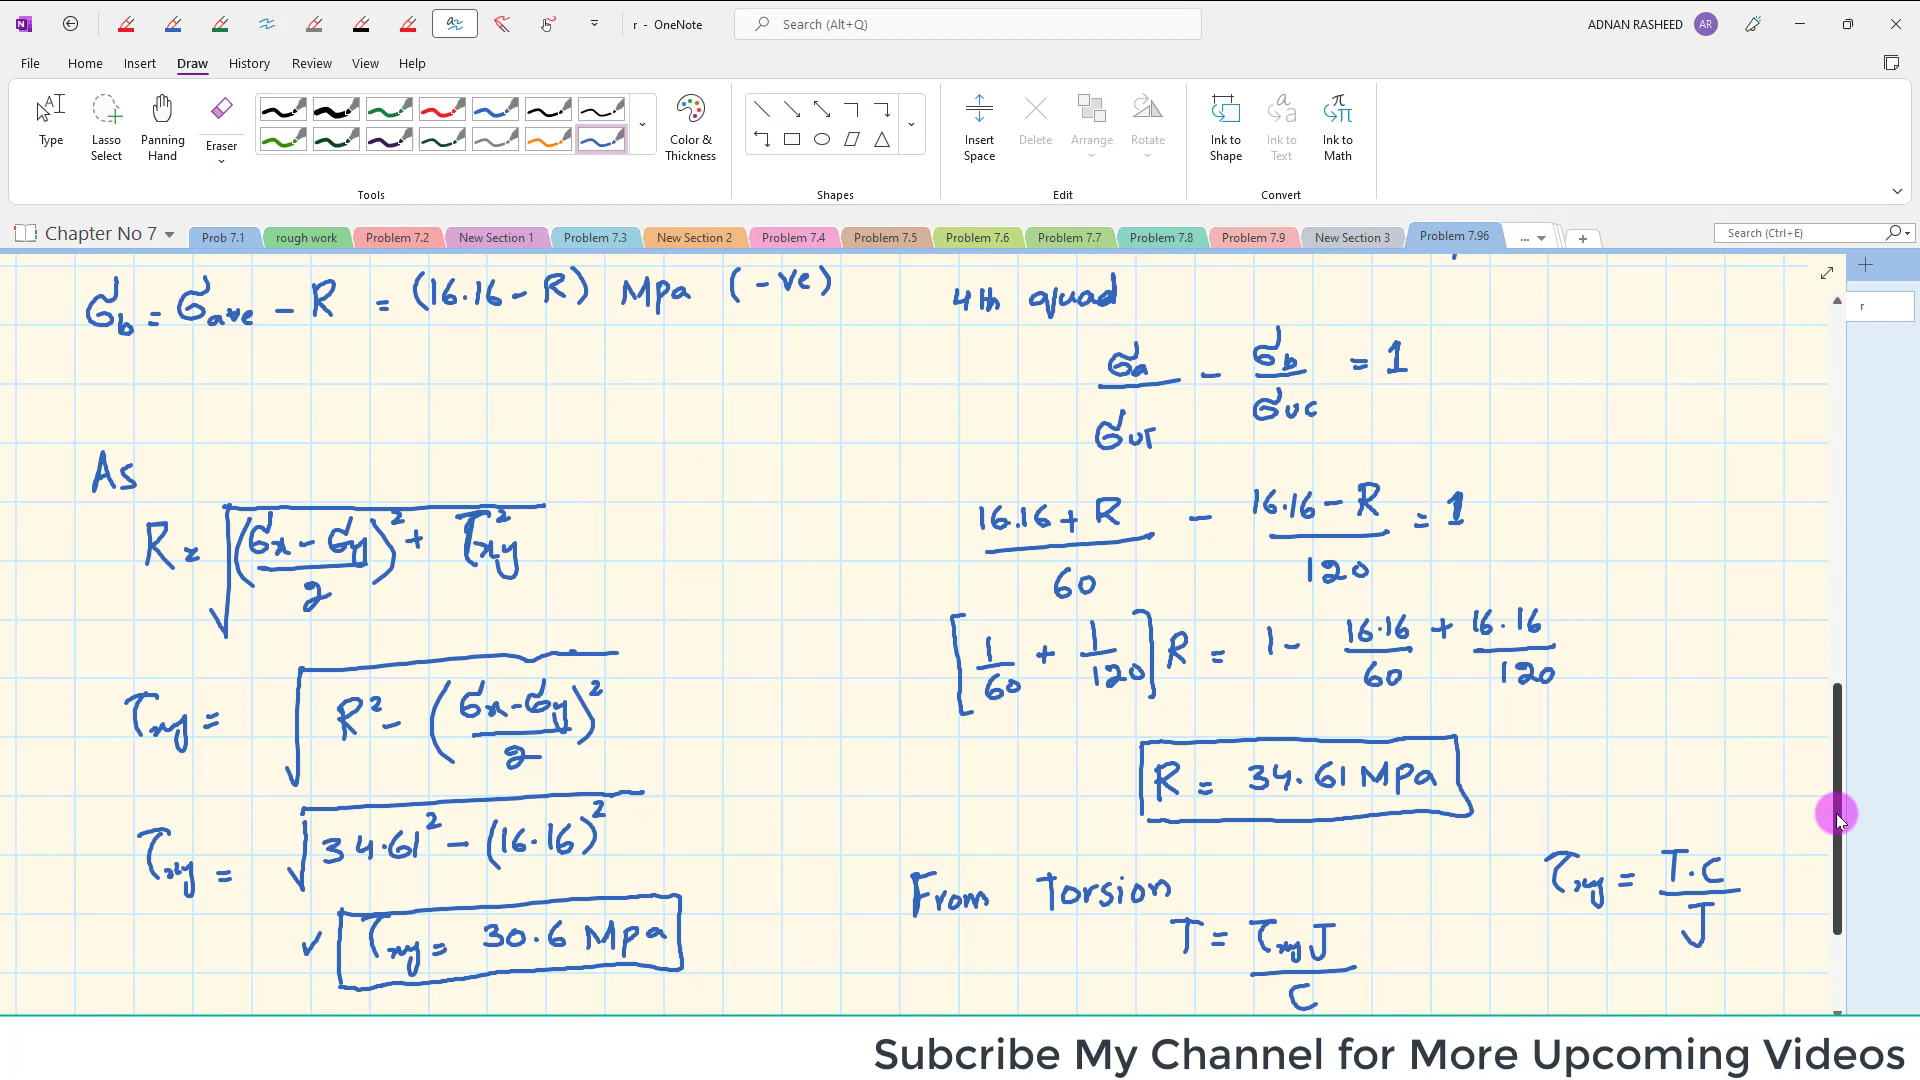 r - OneNote
Search (Alt+Q)
ADNAN RASHEED AR
File Home Insert Draw History Review View Help
Type
Lasso Select
Panning Hand
Eraser
Color & Thickness
Insert Space
Delete
Arrange
Rotate
Ink to Shape
Ink to Text
Ink to Math
Tools Shapes Edit Convert
Chapter No 7
Prob 7.1 rough work Problem 7.2 New Section 1 Problem 7.3 New Section 2 Problem 7.4 Problem 7.5 Problem 7.6 Problem 7.7 Problem 7.8 Problem 7.9 New Section 3 Problem 7.96 ...
Search (Ctrl+E)
r
σb = σave - R = (16.16 - R) MPa (-ve)
As
R = √((σx - σy)/2)² + τxy²
τxy = √R² - ((σx - σy)/2)²
τxy = √34.61² - (16.16)²
✓ τxy = 30.6 MPa
4th quad
σa/σUT - σb/σUC = 1
(16.16 + R)/60 - (16.16 - R)/120 = 1
[1/60 + 1/120] R = 1 - 16.16/60 + 16.16/120
R = 34.61 MPa
From Torsion
τxy = T.C/J
T = τxy J/C
Subcribe My Channel for More Upcoming Videos